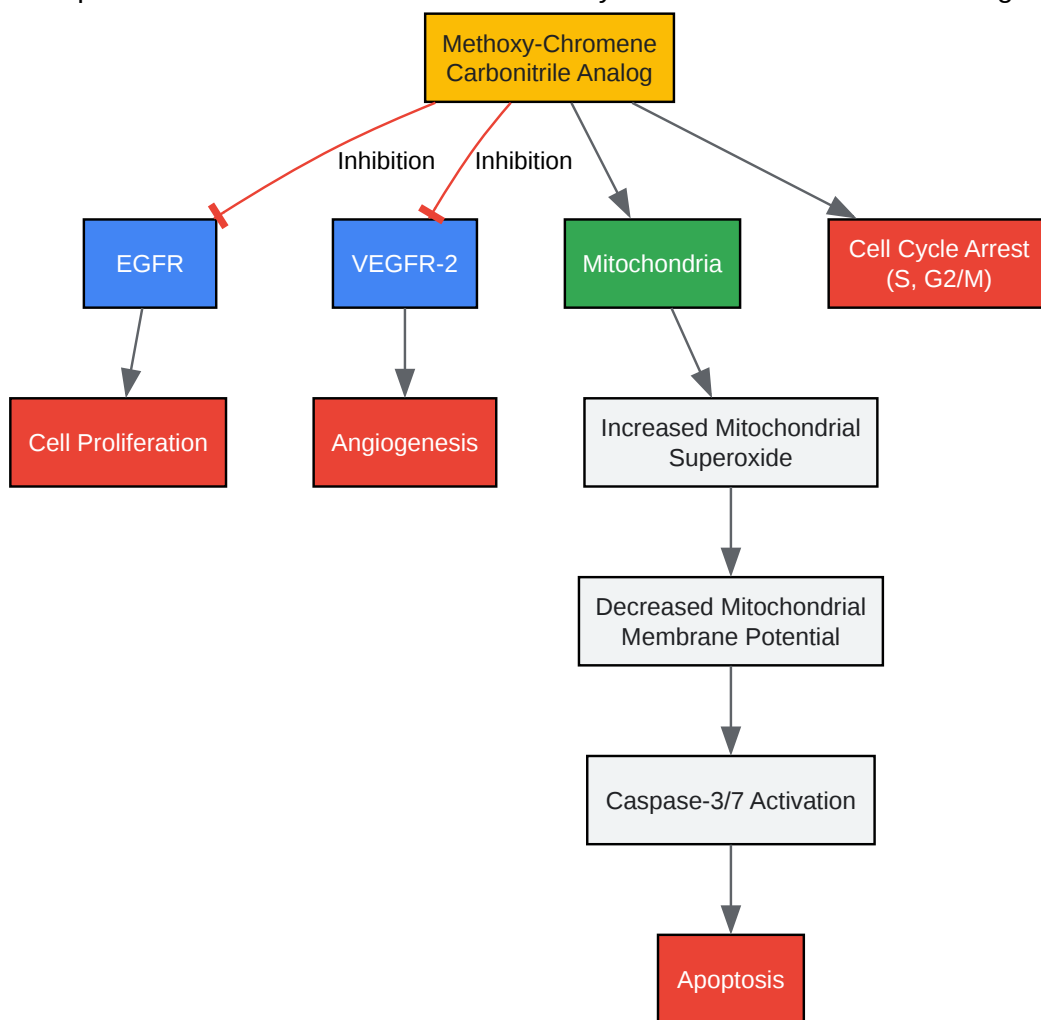 Methoxy-Chromene
Carbonitrile Analog
Inhibition
Inhibition
EGFR
VEGFR-2
Mitochondria
Cell Cycle Arrest
(S, G2/M)
Cell Proliferation
Angiogenesis
Increased Mitochondrial
Superoxide
Decreased Mitochondrial
Membrane Potential
Caspase-3/7 Activation
Apoptosis